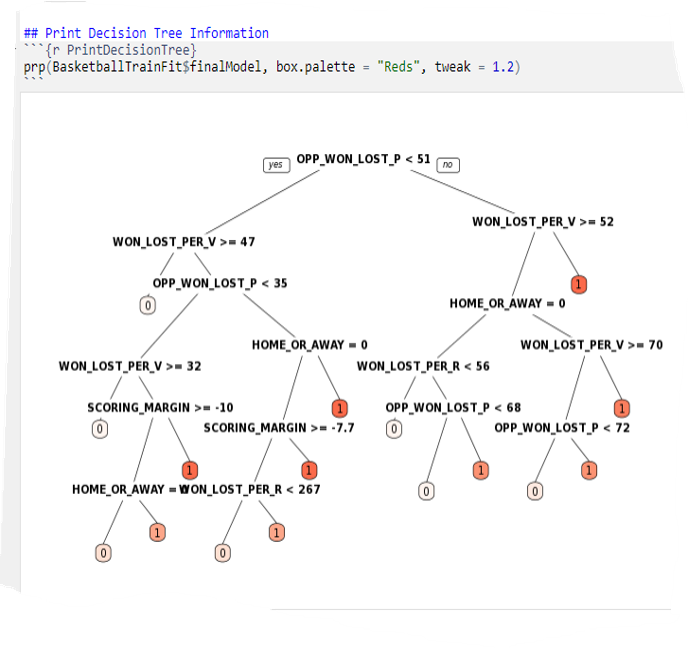 ## Print Decision Tree Information
```{r PrintDecisionTree}
prp(BasketballTrainFit$finalModel, box.palette = "Reds", tweak = 1.2)
```
yes OPP_WON_LOST_P < 51 no
WON_LOST_PER_V >= 52
WON_LOST_PER_V >= 47
OPP_WON_LOST_P < 35
1
0
HOME_OR_AWAY = 0
HOME_OR_AWAY = 0
WON_LOST_PER_V >= 70
WON_LOST_PER_V >= 32
WON_LOST_PER_R < 56
SCORING_MARGIN >= -10
1
OPP_WON_LOST_P < 68
1
0
SCORING_MARGIN >= -7.7
0
OPP_WON_LOST_P < 72
1
1
1
1
HOME_OR_AWAY =
WON_LOST_PER_R < 267
0
0
1
1
0
0